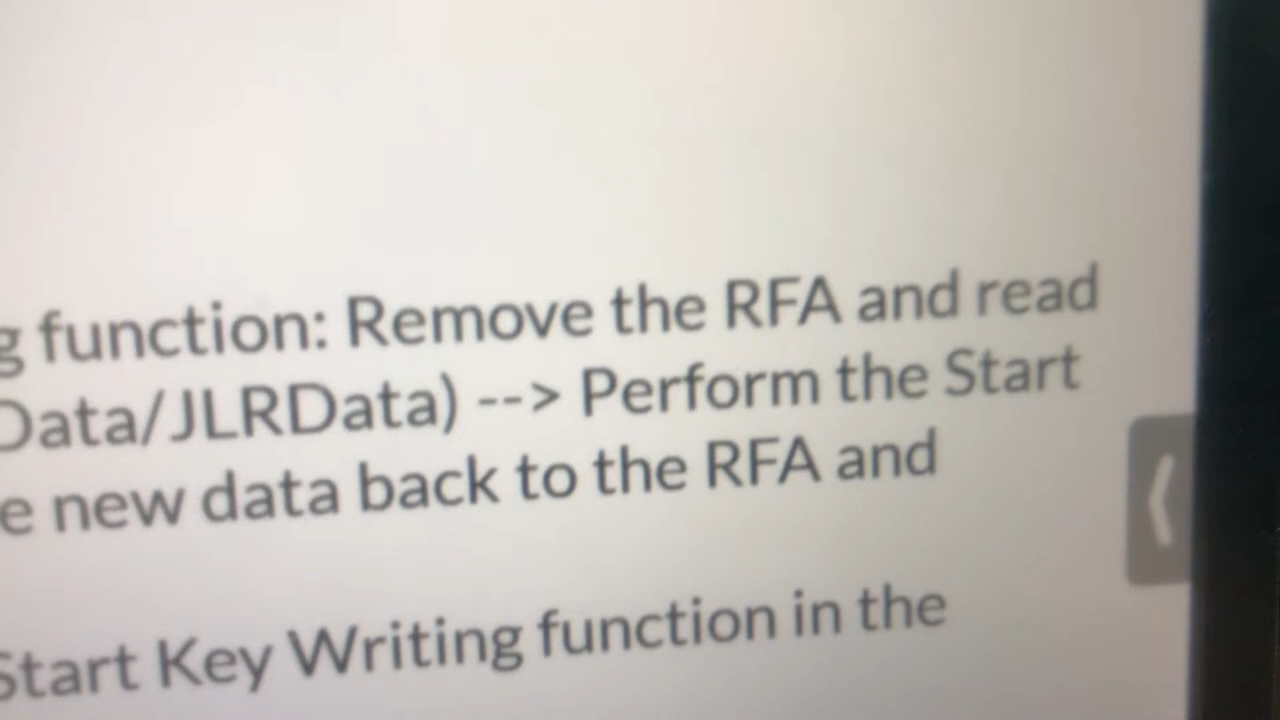 g function: Remove the RFA and read
Data/JLRData) --> Perform the Start
e new data back to the RFA and
Start Key Writing function in the